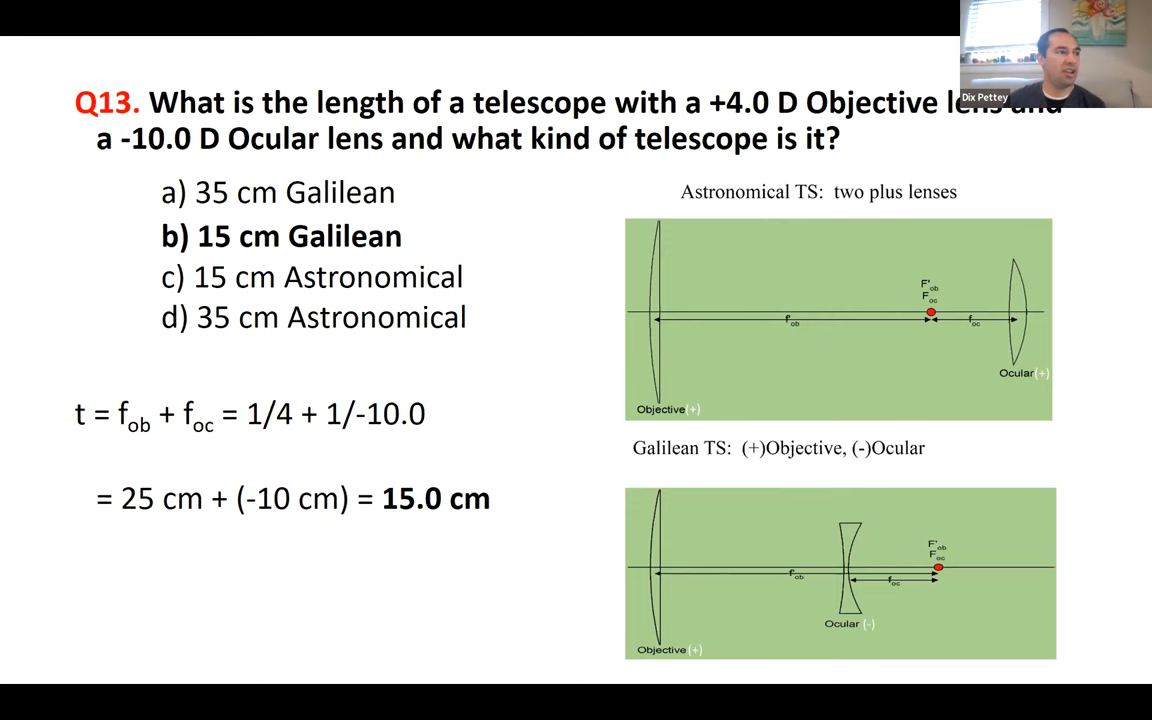 Q13. What is the length of a telescope with a +4.0 D Objective lens and
a -10.0 D Ocular lens and what kind of telescope is it?
Dix Pettey
a) 35 cm Galilean
b) 15 cm Galilean
c) 15 cm Astronomical
d) 35 cm Astronomical
t = fob + foc = 1/4 + 1/-10.0
= 25 cm + (-10 cm) = 15.0 cm
Astronomical TS: two plus lenses
F'ob
Foc
f'ob
foc
Ocular(+)
Objective(+)
Galilean TS: (+)Objective, (-)Ocular
F'ob
Foc
f'ob
foc
Ocular (-)
Objective(+)